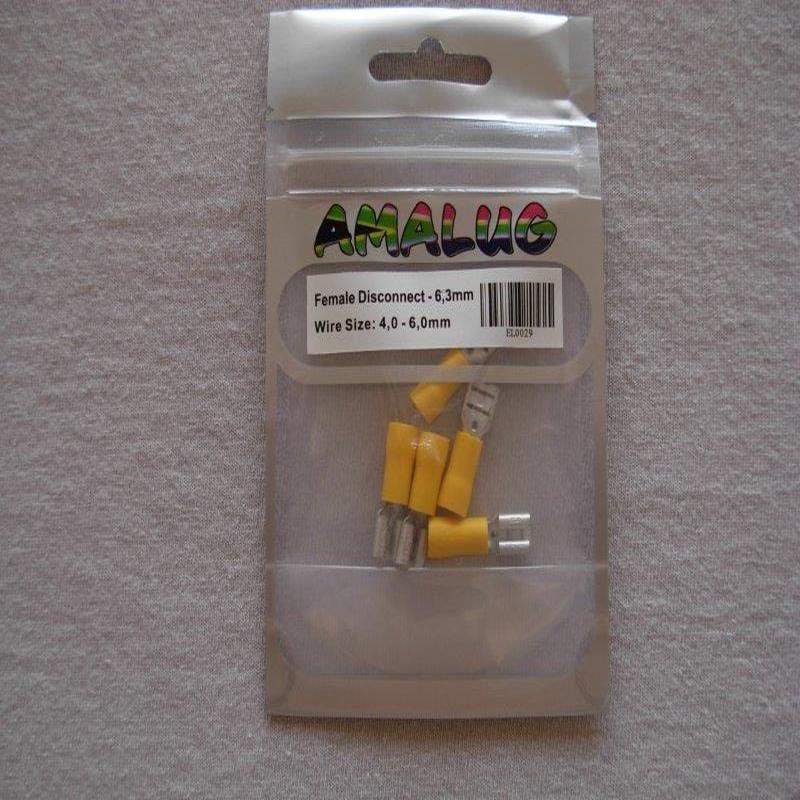 AMALUG
Female Disconnect - 6,3mm
Wire Size: 4,0 - 6,0mm
EL0029